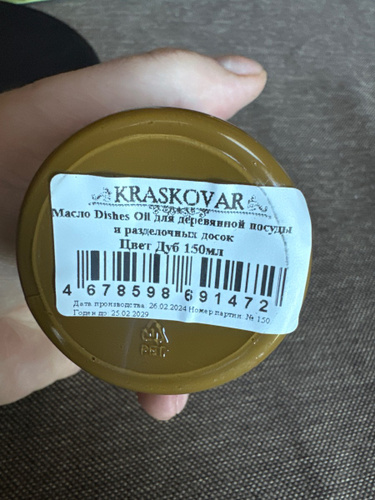 KRASKOVAR
Масло Dishes Oil для деревянной посуды
и разделочных досок
Цвет Дуб 150мл
4 678598 691472
Дата производства: 26.02.2024 Номер партии: № 150
Годен до: 25.02.2029